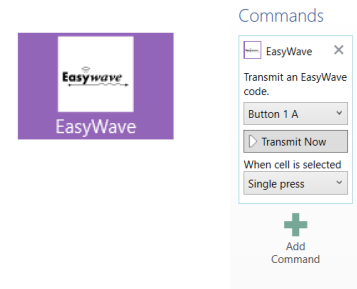 Easywave
EasyWave
Commands
EasyWave
Transmit an EasyWave
code.
Button 1 A
Transmit Now
When cell is selected
Single press
Add
Command